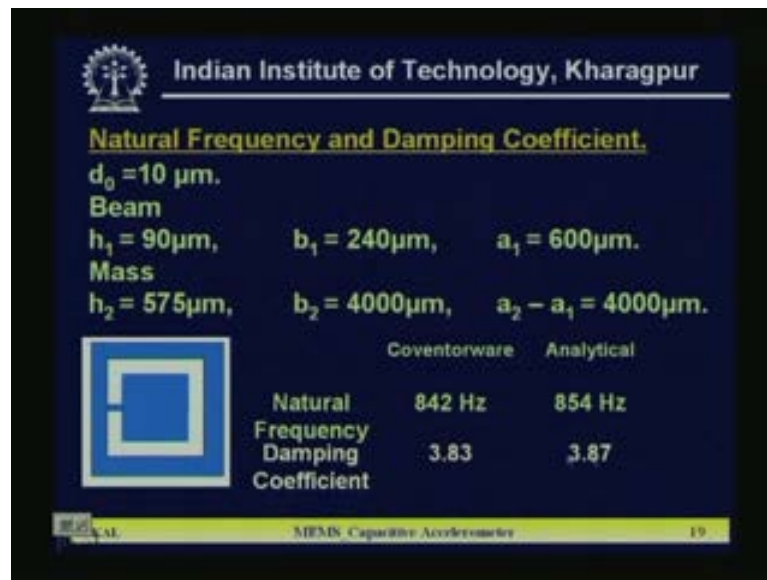 Indian Institute of Technology, Kharagpur
Natural Frequency and Damping Coefficient.
d₀ =10 μm.
Beam
h₁ = 90μm, b₁ = 240μm, a₁ = 600μm.
Mass
h₂ = 575μm, b₂ = 4000μm, a₂ – a₁ = 4000μm.
Coventorware Analytical
Natural Frequency 842 Hz 854 Hz
Damping Coefficient 3.83 3.87
MEMS_Capacitive Accelerometer 19